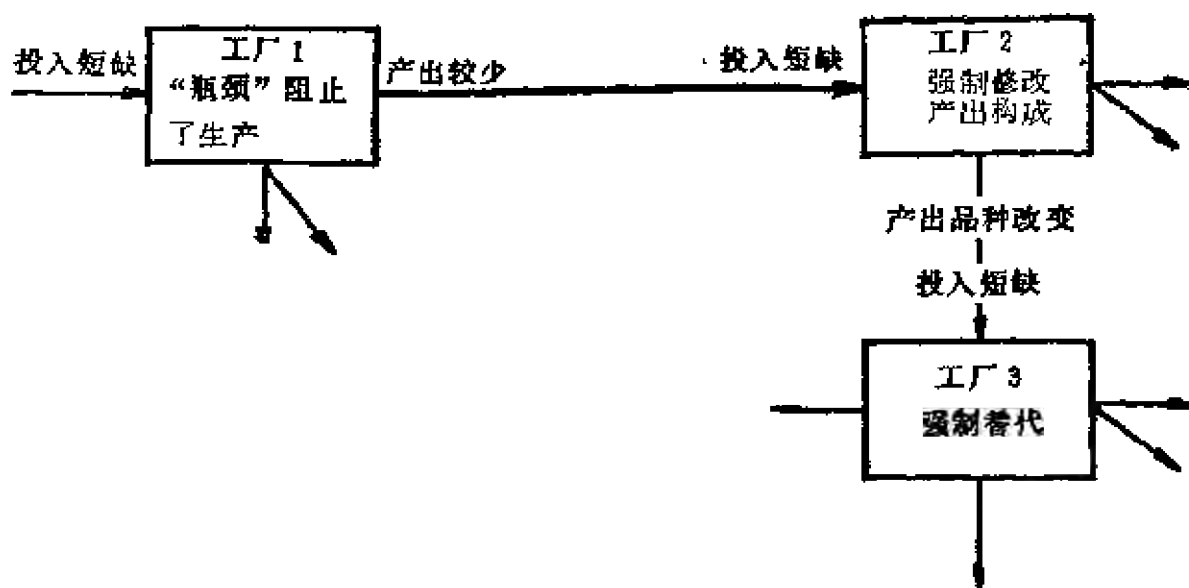 投入短缺
工厂 1
“瓶颈”阻止
了生产
产出较少
投入短缺
工厂 2
强制修改
产出构成
产出品种改变
投入短缺
工厂 3
强制替代